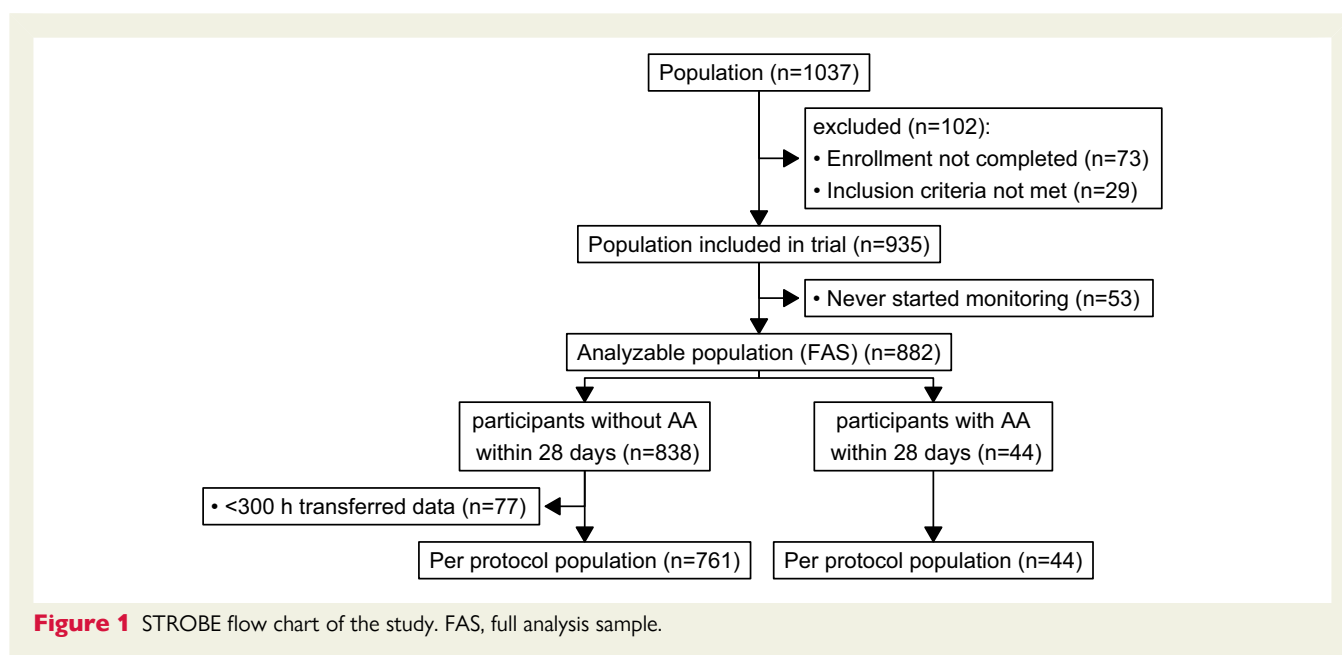 Population (n=1037)
excluded (n=102):
• Enrollment not completed (n=73)
• Inclusion criteria not met (n=29)
Population included in trial (n=935)
• Never started monitoring (n=53)
Analyzable population (FAS) (n=882)
participants without AA
within 28 days (n=838)
participants with AA
within 28 days (n=44)
• <300 h transferred data (n=77)
Per protocol population (n=761)
Per protocol population (n=44)
Figure 1 STROBE flow chart of the study. FAS, full analysis sample.